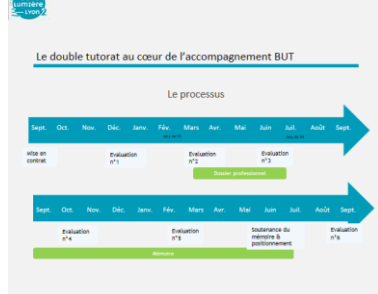 Lumière
Lyon 2
Le double tutorat au cœur de l'accompagnement BUT
Le processus
Sept. Oct. Nov. Déc. Janv. Fév. Mars Avr. Mai Juin Juil. Août Sept.
Mise en contrat
Evaluation n°1
Evaluation n°2
Evaluation n°3
Dossier professionnel
Sept. Oct. Nov. Déc. Janv. Fév. Mars Avr. Mai Juin Juil. Août Sept.
Evaluation n°4
Evaluation n°5
Soutenance du mémoire & positionnement
Evaluation n°6
Mémoire